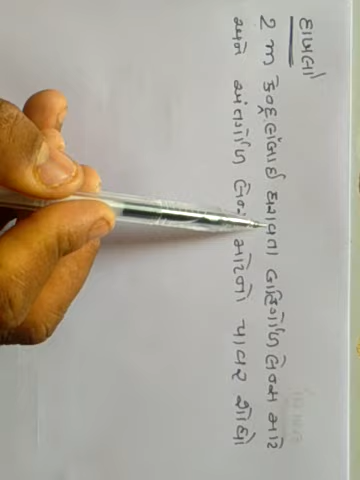 દાખલો
2 m કેન્દ્રલંબાઈ ધરાવતા બહિર્ગોળ લેન્સ માટે
અને અંતર્ગોળ લેન્સ માટેનો પાવર શોધો